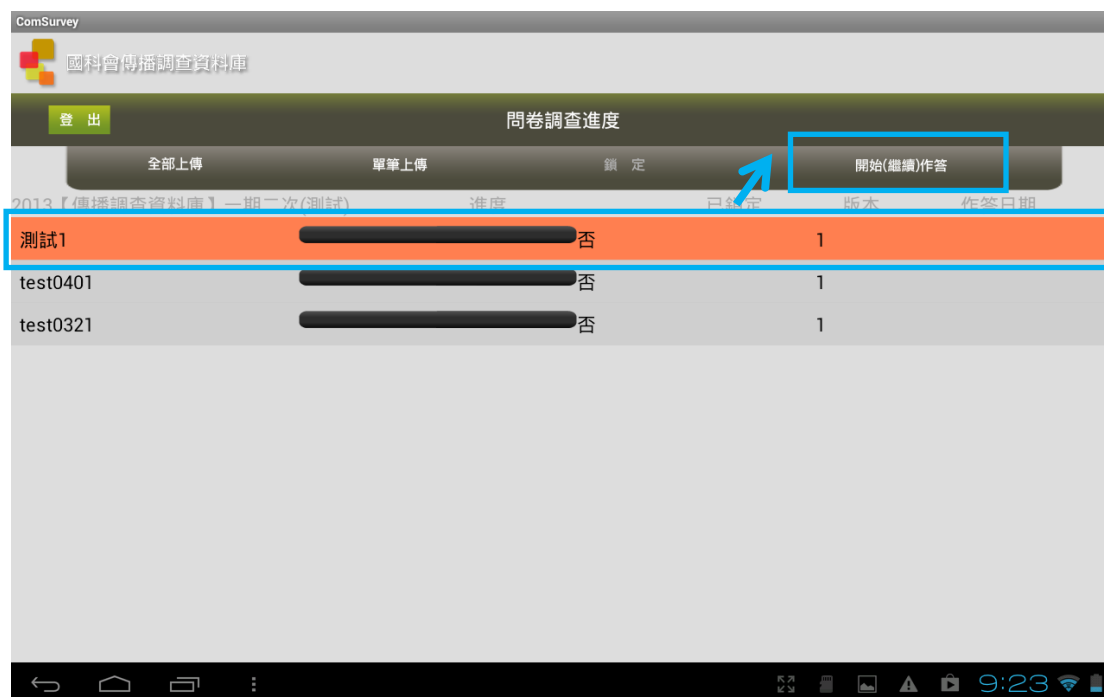 ComSurvey
國科會傳播調查資料庫
登 出
問卷調查進度
全部上傳 單筆上傳 鎖 定 開始(繼續)作答
2013【傳播調查資料庫】一期二次(測試) 進度 已鎖定 版本 作答日期
測試1 否 1
test0401 否 1
test0321 否 1
9:23